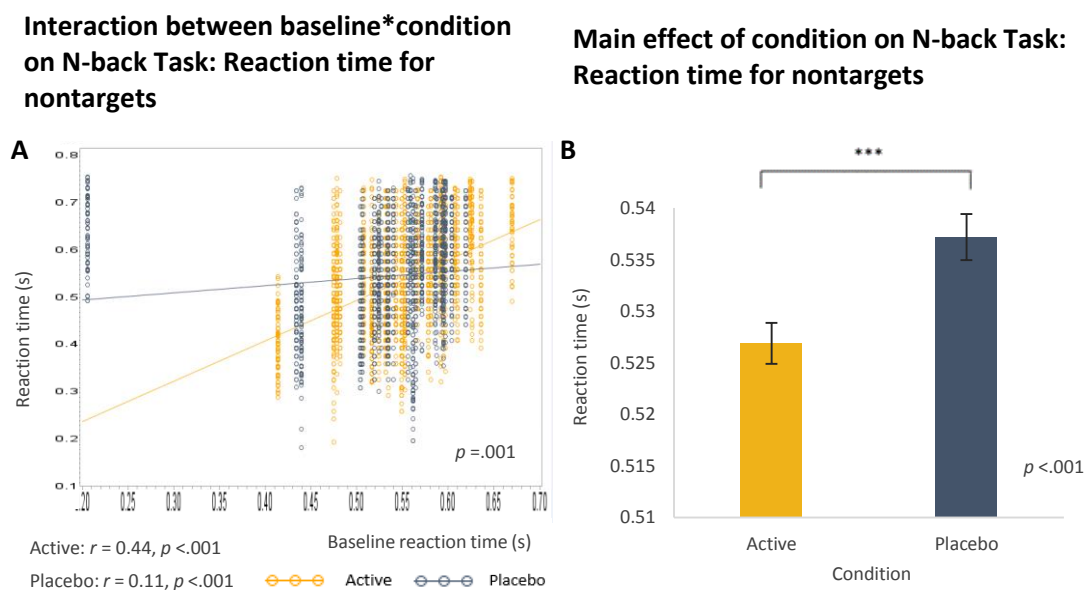 Interaction between baseline*condition
on N-back Task: Reaction time for
nontargets
Main effect of condition on N-back Task:
Reaction time for nontargets
A
Reaction time (s)
0.8
0.7
0.6
0.5
0.4
0.3
0.2
0.1
p =.001
.20 0.25 0.30 0.35 0.40 0.45 0.50 0.55 0.60 0.65 0.70
Baseline reaction time (s)
Active: r = 0.44, p <.001
Placebo: r = 0.11, p <.001
Active Placebo
B
***
Reaction time (s)
0.54
0.535
0.53
0.525
0.52
0.515
0.51
p <.001
Active Placebo
Condition